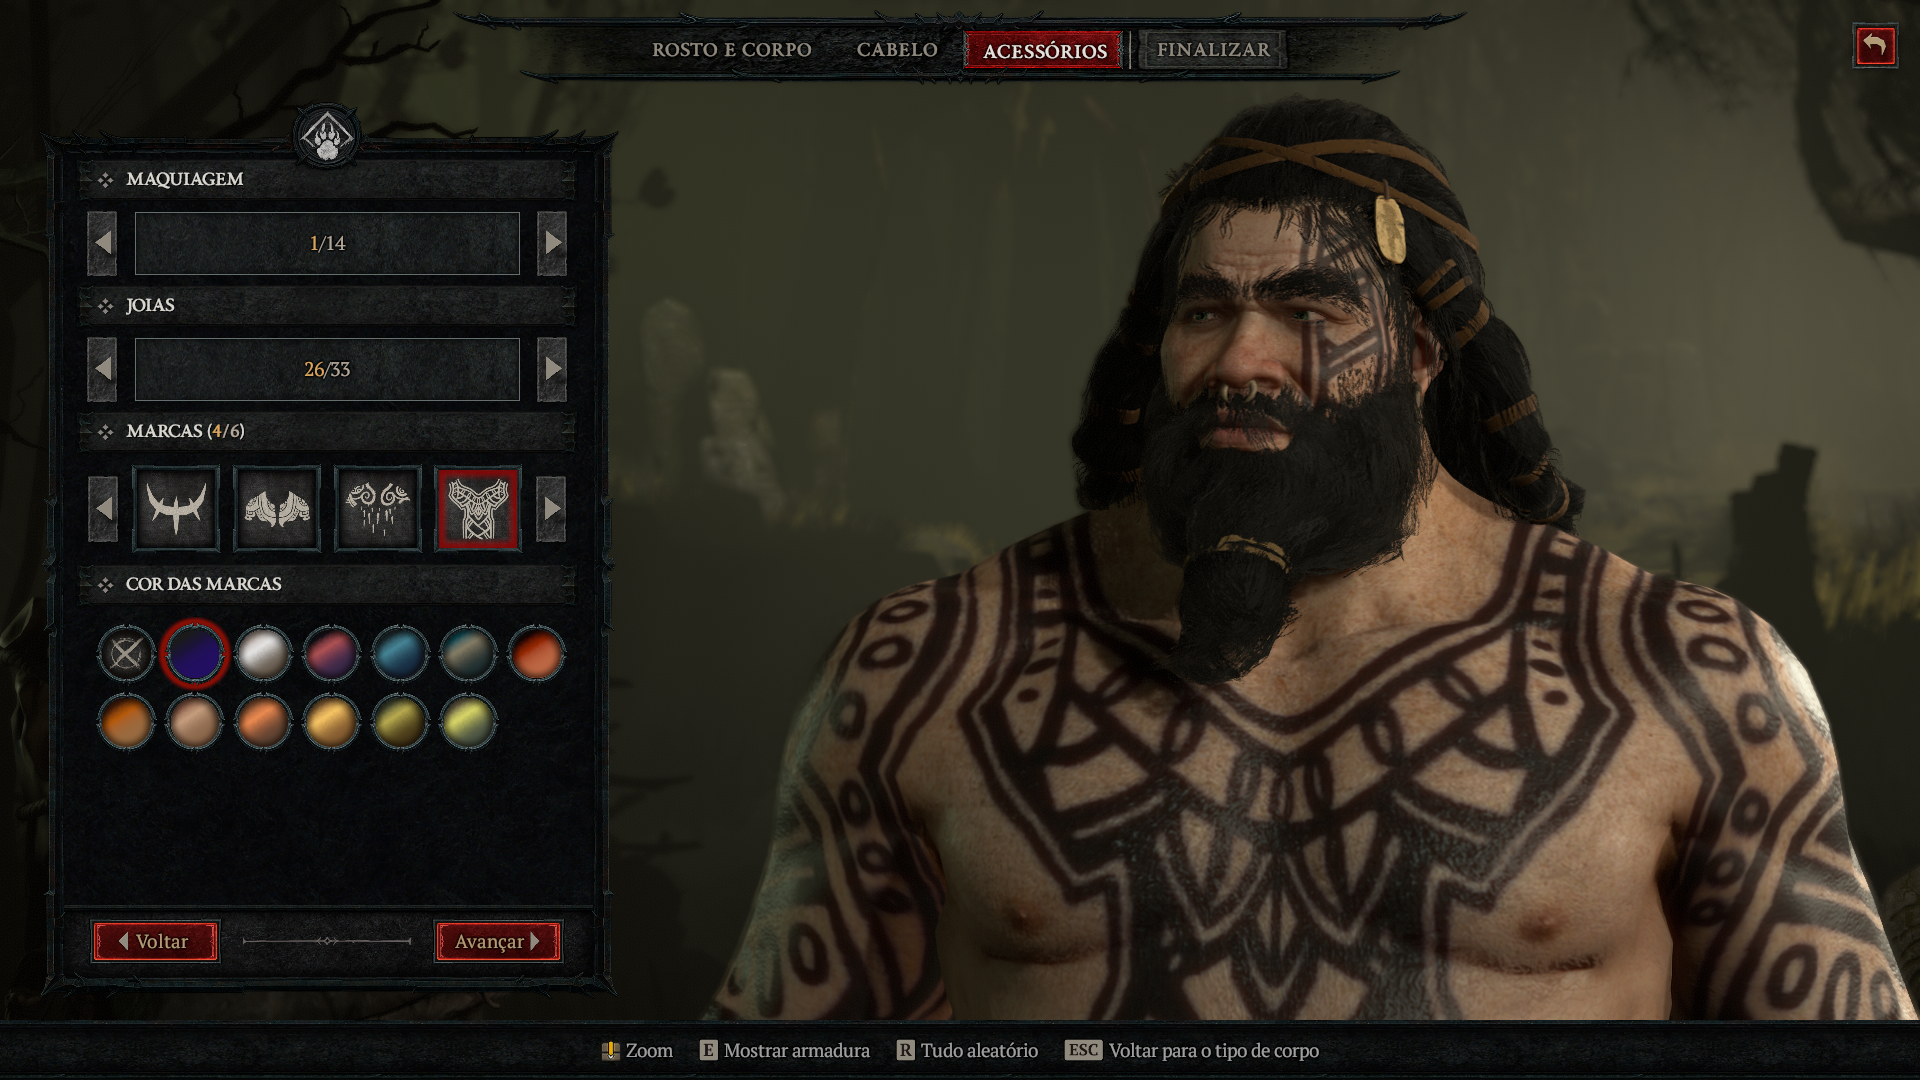 ROSTO E CORPO CABELO ACESSÓRIOS FINALIZAR
MAQUIAGEM
1/14
JOIAS
26/33
MARCAS (4/6)
COR DAS MARCAS
Voltar Avançar
Zoom E Mostrar armadura R Tudo aleatório ESC Voltar para o tipo de corpo